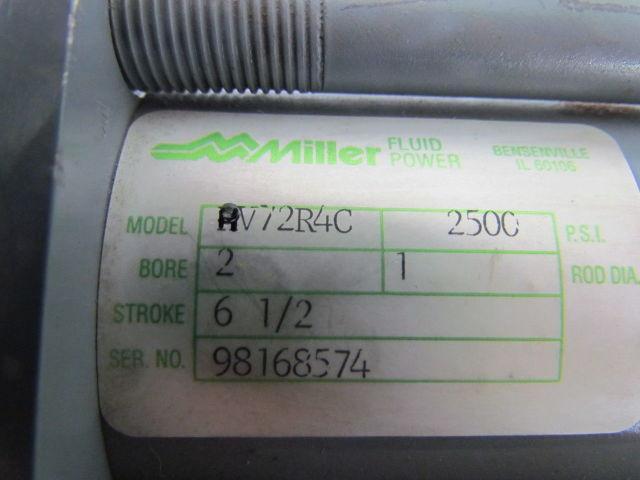 Miller FLUID POWER BENSENVILLE IL 60106
MODEL HV72R4C 2500 P.S.I.
BORE 2 1 ROD DIA.
STROKE 6 1/2
SER. NO. 98168574